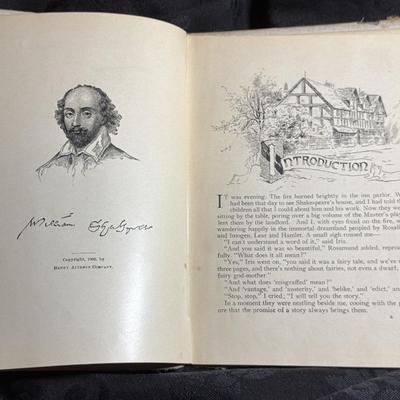 William Shakespeare
Copyright, 1900, by
HENRY ALTEMUS COMPANY.
INTRODUCTION
IT was evening. The fire burned brightly in the inn parlor. W
had been that day to see Shakespeare's house, and I had tol
children all that I could about him and his work. Now they we
sitting by the table, poring over a big volume of the Master's play
lent them by the landlord. And I, with eyes fixed on the fire, w
wandering happily in the immortal dreamland peopled by Rosali
and Imogen, Lear and Hamlet. A small sigh roused me—
"I can't understand a word of it," said Iris.
"And you said it was so beautiful," Rosamund added, reproa
fully. "What does it all mean?"
"Yes," Iris went on, "you said it was a fairy tale, and we've
three pages, and there's nothing about fairies, not even a dwarf,
fairy god-mother."
"And what does 'misgraffed' mean?"
"And 'vantage,' and 'austerity,' and 'belike,' and 'edict,' and
"Stop, stop," I cried; "I will tell you the story."
In a moment they were nestling beside me, cooing with the p
ure that the promise of a story always brings them.